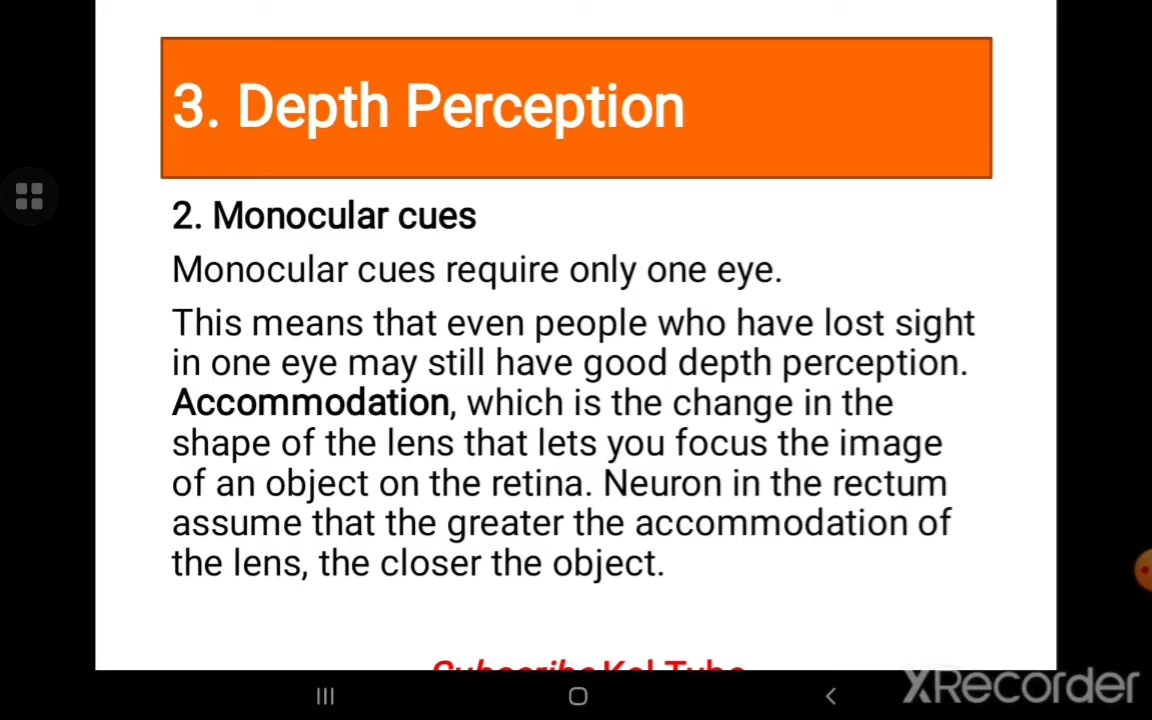 3. Depth Perception
2. Monocular cues
Monocular cues require only one eye.
This means that even people who have lost sight
in one eye may still have good depth perception.
Accommodation, which is the change in the
shape of the lens that lets you focus the image
of an object on the retina. Neuron in the rectum
assume that the greater the accommodation of
the lens, the closer the object.
Subscribe Kel Tube
XRecorder